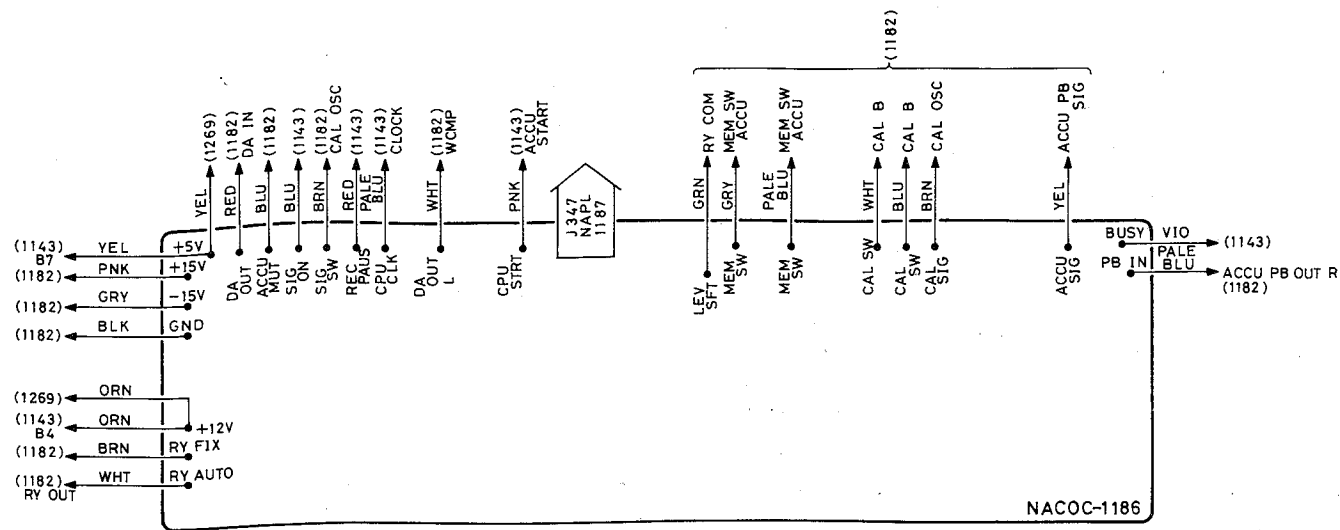 (1182)
(1269)
(1182)
DA IN
(1182)
(1143)
(1182)
CAL OSC
(1143)
(1143)
CLOCK
(1182)
WCMP
(1143)
ACCU
START
RY COM
MEM SW
ACCU
MEM SW
ACCU
CAL B
CAL B
CAL OSC
ACCU PB
SIG
YEL
RED
BLU
BLU
BRN
RED
PALE
BLU
WHT
PNK
J347
NAPL
1187
GRN
GRY
PALE
BLU
WHT
BLU
BRN
YEL
(1143)
B7
YEL
+5V
DA
OUT
ACCU
MUT
SIG
ON
SIG
SW
REC
PAUS
CPU
CLK
DA
OUT
L
CPU
STRT
LEV
SFT
MEM
SW
MEM
SW
CAL SW
CAL
SW
CAL
SIG
ACCU
SIG
BUSY
VIO
(1143)
(1182)
PNK
+15V
PB IN
PALE
BLU
ACCU PB OUT R
(1182)
(1182)
GRY
-15V
(1182)
BLK
GND
(1269)
ORN
(1143)
B4
ORN
+12V
(1182)
BRN
RY FIX
(1182)
RY OUT
WHT
RY AUTO
NACOC-1186